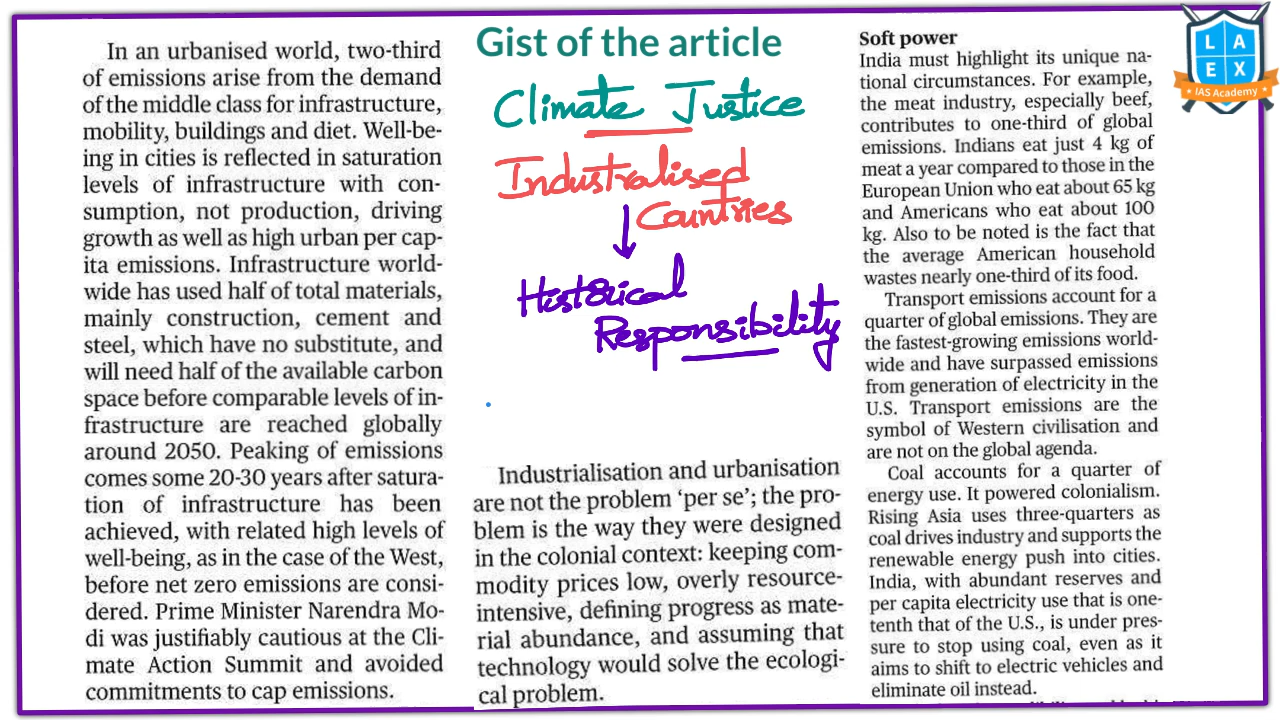 In an urbanised world, two-third
of emissions arise from the demand
of the middle class for infrastructure,
mobility, buildings and diet. Well-be-
ing in cities is reflected in saturation
levels of infrastructure with con-
sumption, not production, driving
growth as well as high urban per cap-
ita emissions. Infrastructure world-
wide has used half of total materials,
mainly construction, cement and
steel, which have no substitute, and
will need half of the available carbon
space before comparable levels of in-
frastructure are reached globally
around 2050. Peaking of emissions
comes some 20-30 years after satura-
tion of infrastructure has been
achieved, with related high levels of
well-being, as in the case of the West,
before net zero emissions are consi-
dered. Prime Minister Narendra Mo-
di was justifiably cautious at the Cli-
mate Action Summit and avoided
commitments to cap emissions.
Gist of the article
Climate Justice
Industralised
Countries
Historical
Responsibility
Industrialisation and urbanisation
are not the problem ‘per se’; the pro-
blem is the way they were designed
in the colonial context: keeping com-
modity prices low, overly resource-
intensive, defining progress as mate-
rial abundance, and assuming that
technology would solve the ecologi-
cal problem.
Soft power
India must highlight its unique na-
tional circumstances. For example,
the meat industry, especially beef,
contributes to one-third of global
emissions. Indians eat just 4 kg of
meat a year compared to those in the
European Union who eat about 65 kg
and Americans who eat about 100
kg. Also to be noted is the fact that
the average American household
wastes nearly one-third of its food.
Transport emissions account for a
quarter of global emissions. They are
the fastest-growing emissions world-
wide and have surpassed emissions
from generation of electricity in the
U.S. Transport emissions are the
symbol of Western civilisation and
are not on the global agenda.
Coal accounts for a quarter of
energy use. It powered colonialism.
Rising Asia uses three-quarters as
coal drives industry and supports the
renewable energy push into cities.
India, with abundant reserves and
per capita electricity use that is one-
tenth that of the U.S., is under pres-
sure to stop using coal, even as it
aims to shift to electric vehicles and
eliminate oil instead.
L A
E X
IAS Academy